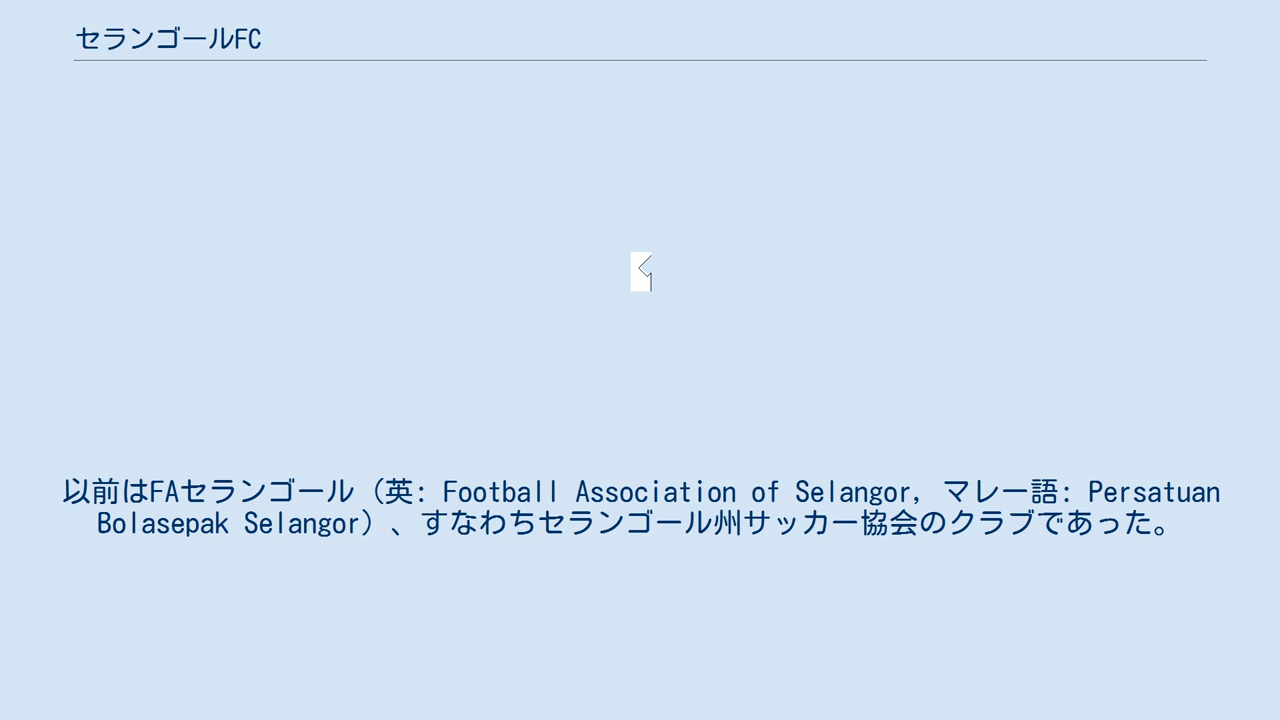 セランゴールFC
以前はFAセランゴール（英: Football Association of Selangor, マレー語: Persatuan
Bolasepak Selangor）、すなわちセランゴール州サッカー協会のクラブであった。